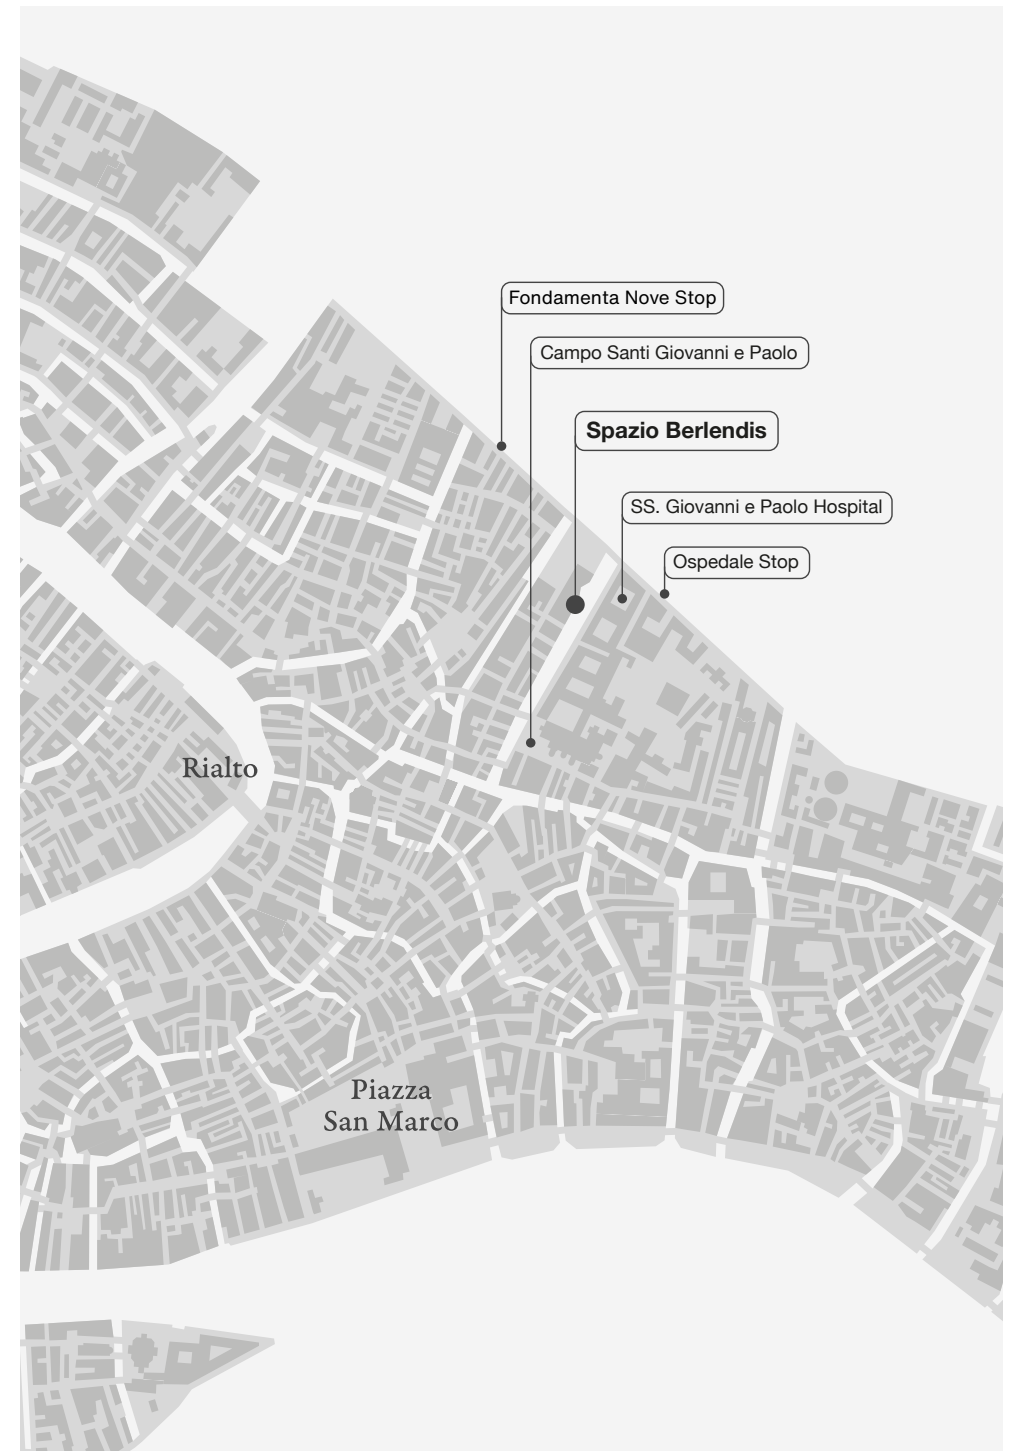 Fondamenta Nove Stop
Campo Santi Giovanni e Paolo
Spazio Berlendis
SS. Giovanni e Paolo Hospital
Ospedale Stop
Rialto
Piazza
San Marco